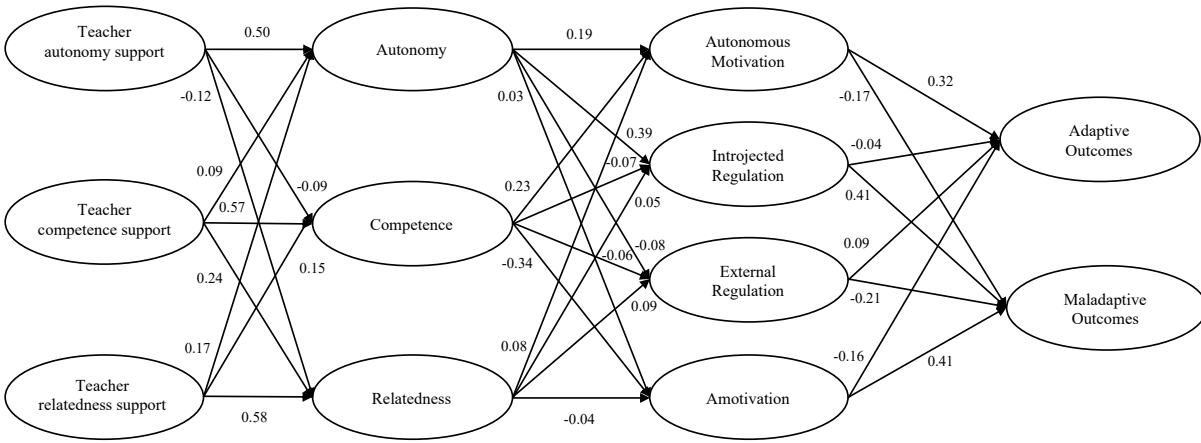 Teacher
autonomy support
0.50
Autonomy
0.19
Autonomous
Motivation
0.32
-0.12
0.03
-0.17
0.39
-0.04
Adaptive
Outcomes
Introjected
Regulation
0.09
-0.09
0.23
-0.07
0.41
0.57
0.05
Teacher
competence support
Competence
0.24
0.15
-0.34
-0.06
-0.08
0.09
External
Regulation
-0.21
0.09
Maladaptive
Outcomes
0.17
0.08
-0.16
0.41
Teacher
relatedness support
0.58
Relatedness
-0.04
Amotivation